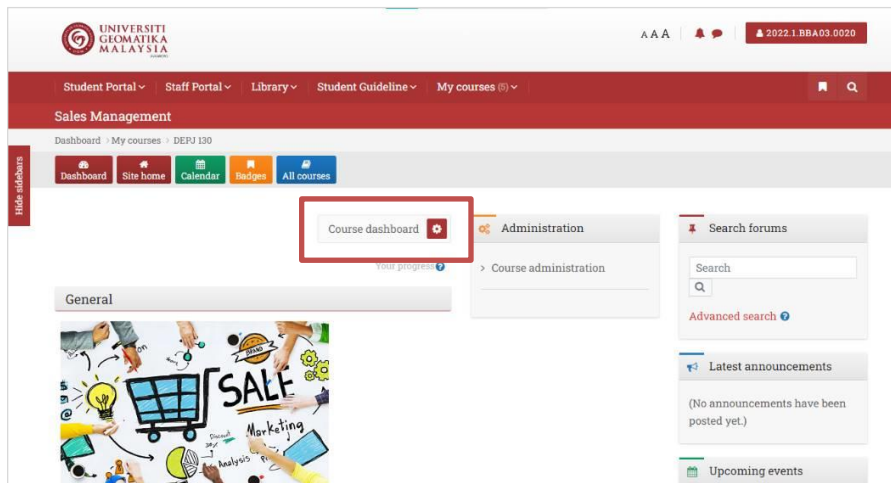 UNIVERSITI
GEOMATIKA
MALAYSIA
A A A
2022.1.BBA03.0020
Student Portal
Staff Portal
Library
Student Guideline
My courses (5)
Sales Management
Dashboard > My courses > DEPJ 130
Hide sidebars
Dashboard
Site home
Calendar
Badges
All courses
Course dashboard
Your progress
General
BRAND
SALE
Discount
Marketing
Analysis
Administration
> Course administration
Search forums
Search
Advanced search
Latest announcements
(No announcements have been
posted yet.)
Upcoming events